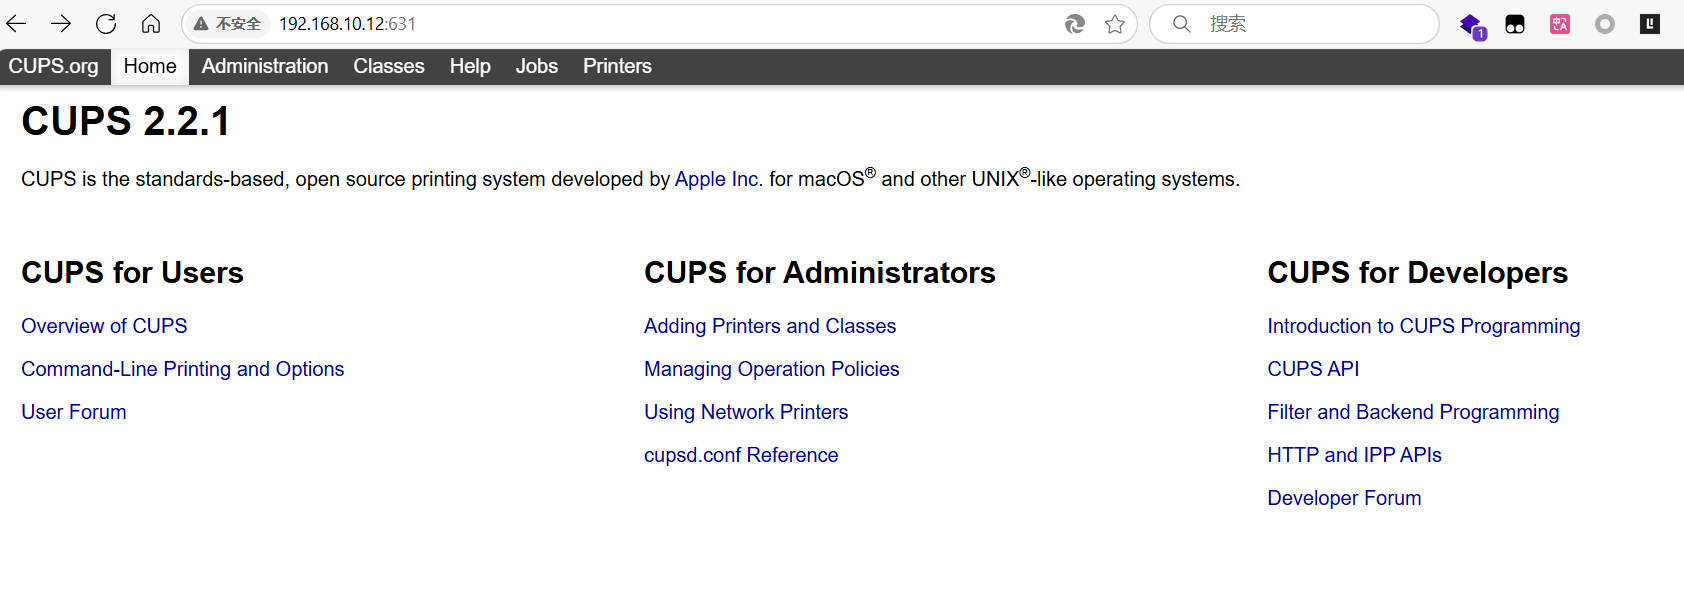 不安全 192.168.10.12:631 搜索 1
CUPS.org Home Administration Classes Help Jobs Printers
CUPS 2.2.1
CUPS is the standards-based, open source printing system developed by Apple Inc. for macOS® and other UNIX®-like operating systems.
CUPS for Users
Overview of CUPS
Command-Line Printing and Options
User Forum
CUPS for Administrators
Adding Printers and Classes
Managing Operation Policies
Using Network Printers
cupsd.conf Reference
CUPS for Developers
Introduction to CUPS Programming
CUPS API
Filter and Backend Programming
HTTP and IPP APIs
Developer Forum